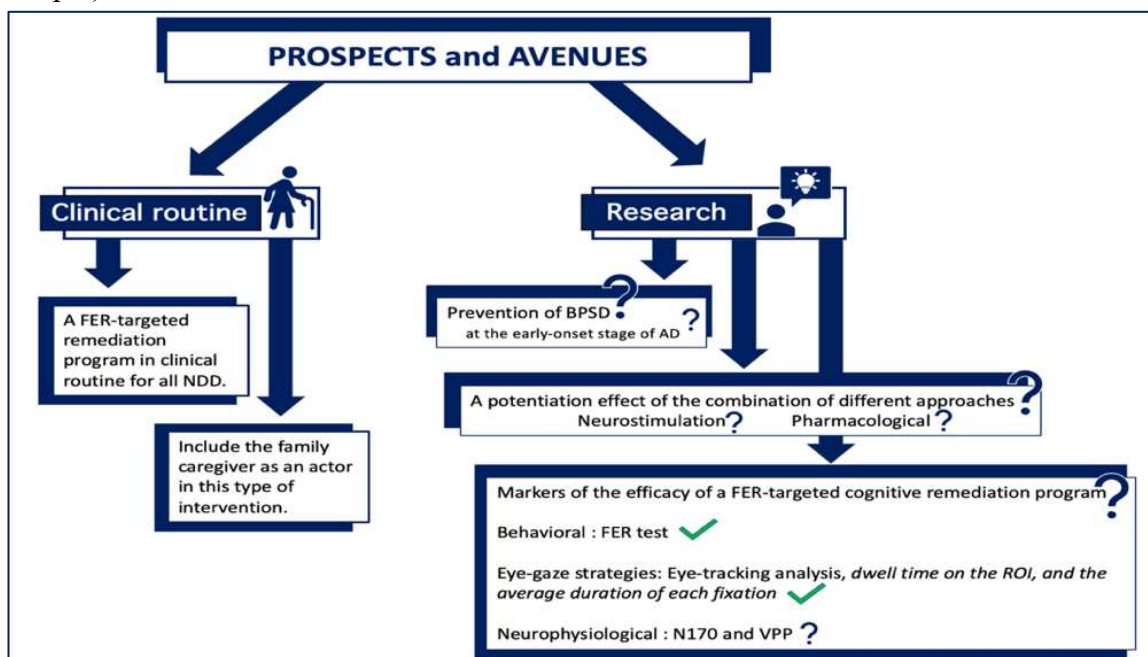 PROSPECTS and AVENUES
Clinical routine
A FER-targeted
remediation
program in clinical
routine for all NDD.
Include the family
caregiver as an actor
in this type of
intervention.
Research
Prevention of BPSD ?
at the early-onset stage of AD ?
A potentiation effect of the combination of different approaches ?
Neurostimulation ? Pharmacological ?
Markers of the efficacy of a FER-targeted cognitive remediation program ?
Behavioral : FER test ✓
Eye-gaze strategies: Eye-tracking analysis, dwell time on the ROI, and the
average duration of each fixation ✓
Neurophysiological : N170 and VPP ?